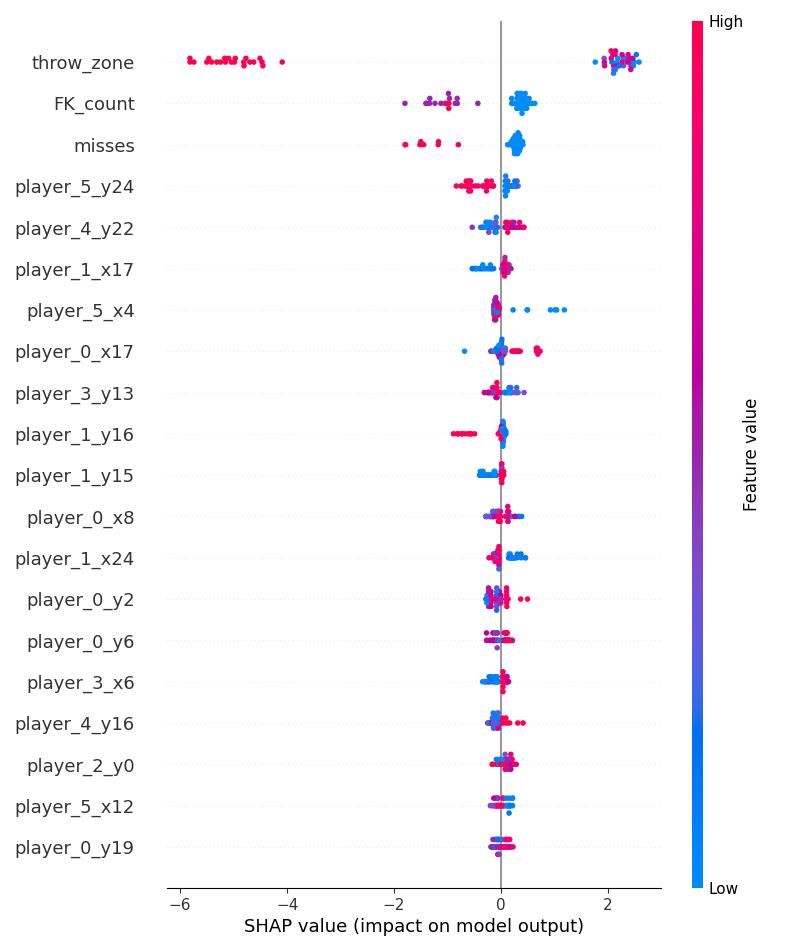 High
throw_zone
FK_count
misses
player_5_y24
player_4_y22
player_1_x17
player_5_x4
player_0_x17
player_3_y13
player_1_y16
player_1_y15
player_0_x8
player_1_x24
player_0_y2
player_0_y6
player_3_x6
player_4_y16
player_2_y0
player_5_x12
player_0_y19
Feature value
Low
−6 −4 −2 0 2
SHAP value (impact on model output)